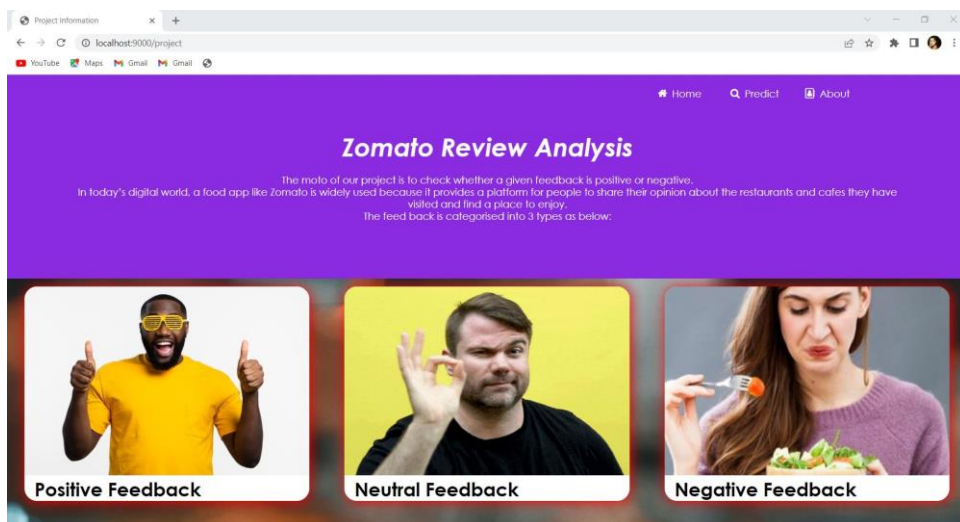 Project Information
localhost:9000/project
YouTube Maps Gmail Gmail
Home Predict About
Zomato Review Analysis
The moto of our project is to check whether a given feedback is positive or negative.
In today's digital world, a food app like Zomato is widely used because it provides a platform for people to share their opinion about the restaurants and cafes they have
visited and find a place to enjoy.
The feed back is categorised into 3 types as below:
Positive Feedback Neutral Feedback Negative Feedback